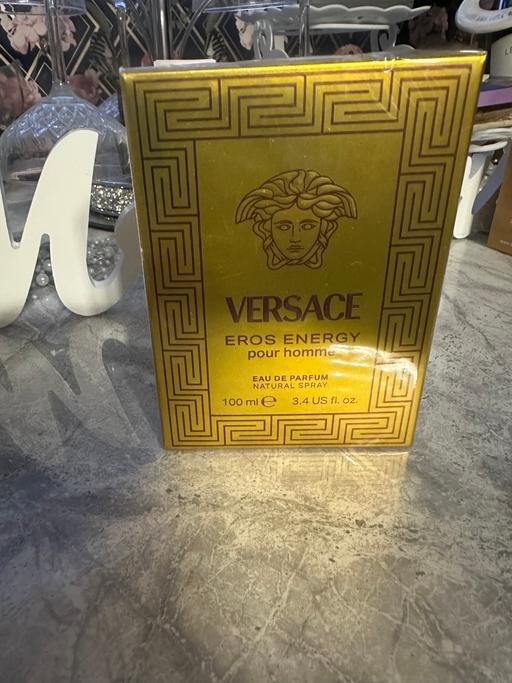 VERSACE
EROS ENERGY
pour homme
EAU DE PARFUM
NATURAL SPRAY
100 ml ℮ 3.4 US fl. oz.